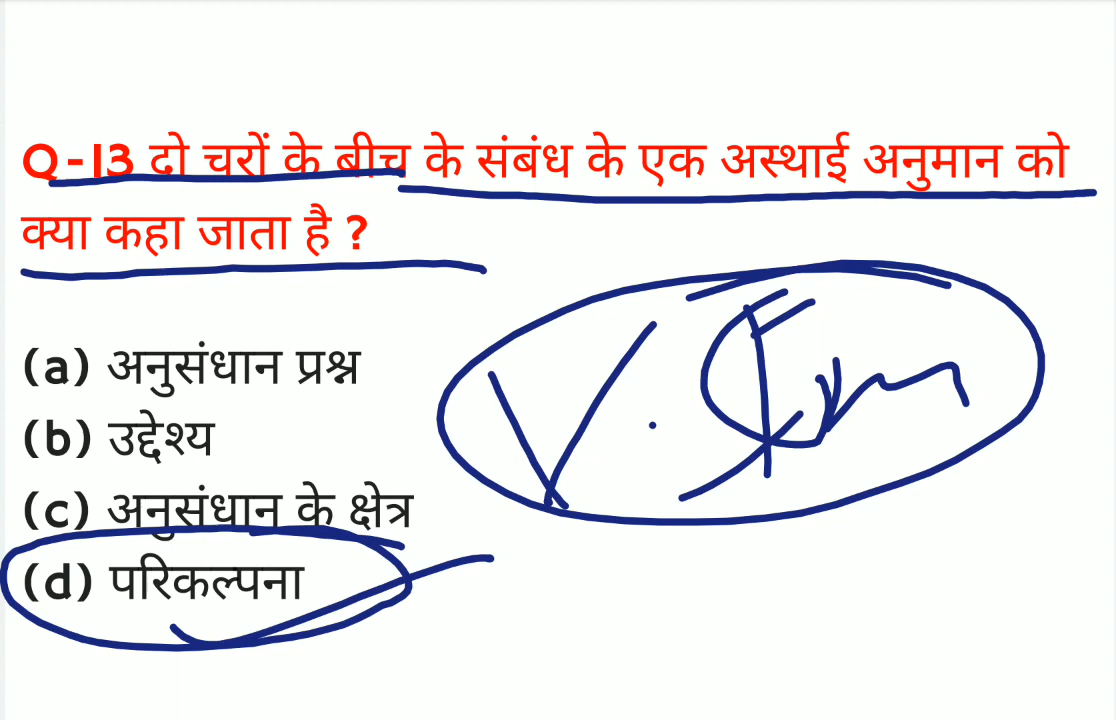 Q-13 दो चरों के बीच के संबंध के एक अस्थाई अनुमान को
क्या कहा जाता है ?
(a) अनुसंधान प्रश्न
(b) उद्देश्य
(c) अनुसंधान के क्षेत्र
(d) परिकल्पना